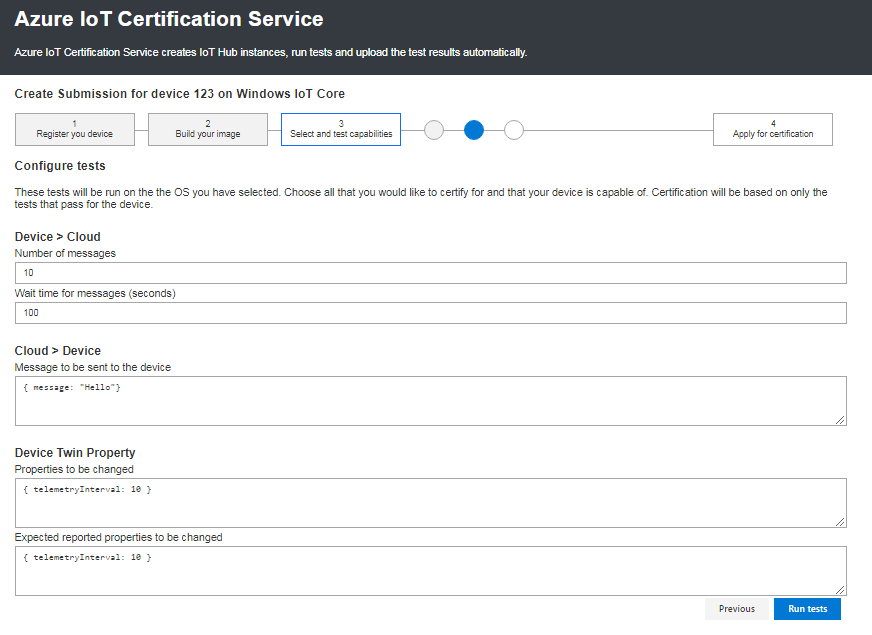 Azure IoT Certification Service
Azure IoT Certification Service creates IoT Hub instances, run tests and upload the test results automatically.
Create Submission for device 123 on Windows IoT Core
1
Register you device
2
Build your image
3
Select and test capabilities
4
Apply for certification
Configure tests
These tests will be run on the the OS you have selected. Choose all that you would like to certify for and that your device is capable of. Certification will be based on only the
tests that pass for the device.
Device > Cloud
Number of messages
10
Wait time for messages (seconds)
100
Cloud > Device
Message to be sent to the device
{ message: "Hello"}
Device Twin Property
Properties to be changed
{ telemetryInterval: 10 }
Expected reported properties to be changed
{ telemetryInterval: 10 }
Previous
Run tests